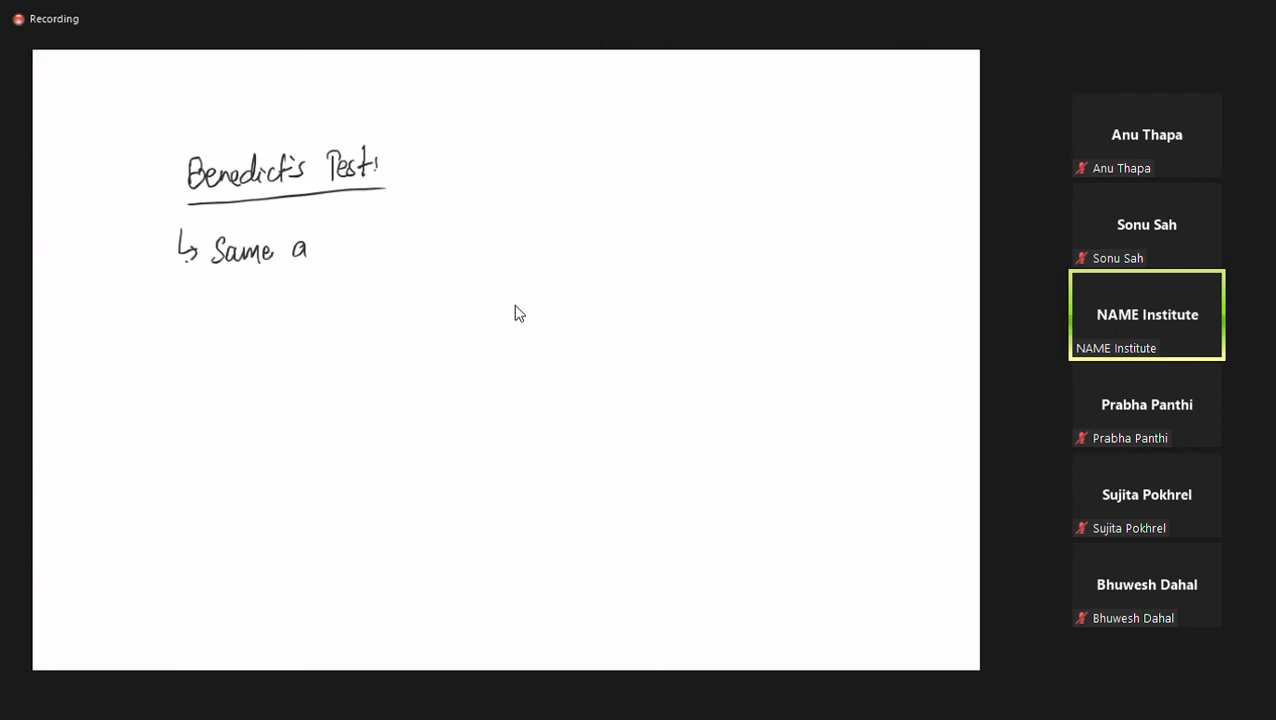 Recording
Benedict's Test:
↳ Same a
Anu Thapa
Anu Thapa
Sonu Sah
Sonu Sah
NAME Institute
NAME Institute
Prabha Panthi
Prabha Panthi
Sujita Pokhrel
Sujita Pokhrel
Bhuwesh Dahal
Bhuwesh Dahal